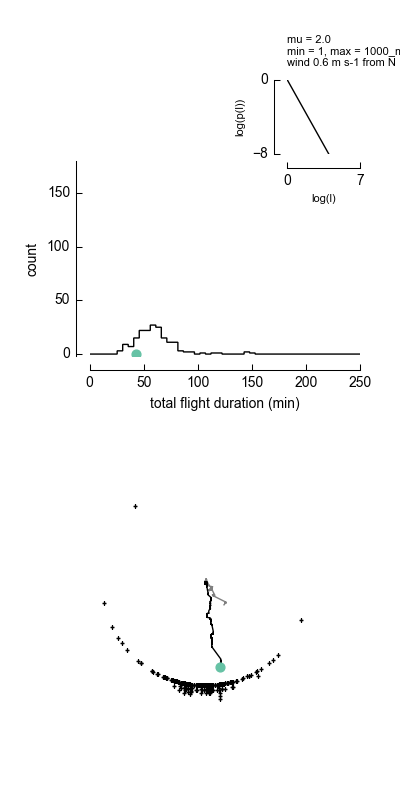 mu = 2.0
min = 1, max = 1000_m
wind 0.6 m s-1 from N
0
log(p(l))
−8
0 7
log(l)
150
100
count
50
0
0 50 100 150 200 250
total flight duration (min)